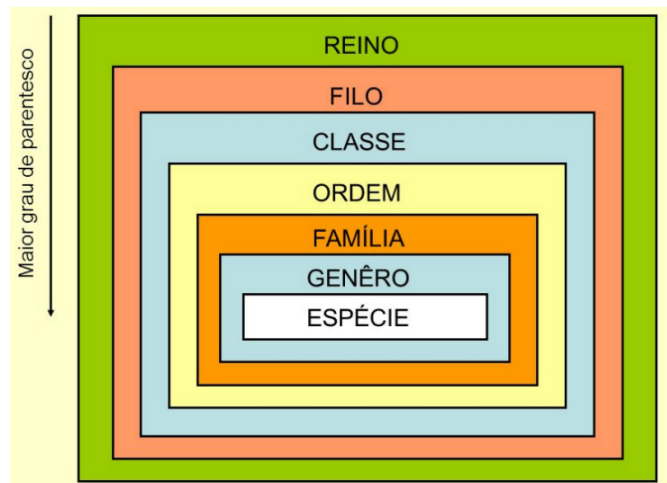 Maior grau de parentesco
REINO
FILO
CLASSE
ORDEM
FAMÍLIA
GENÊRO
ESPÉCIE